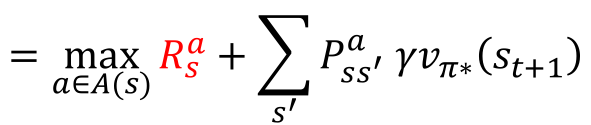 = max_{a∈A(s)} R_s^a + ∑_{s′} P_{ss′}^a γv_{π∗}(s_{t+1})